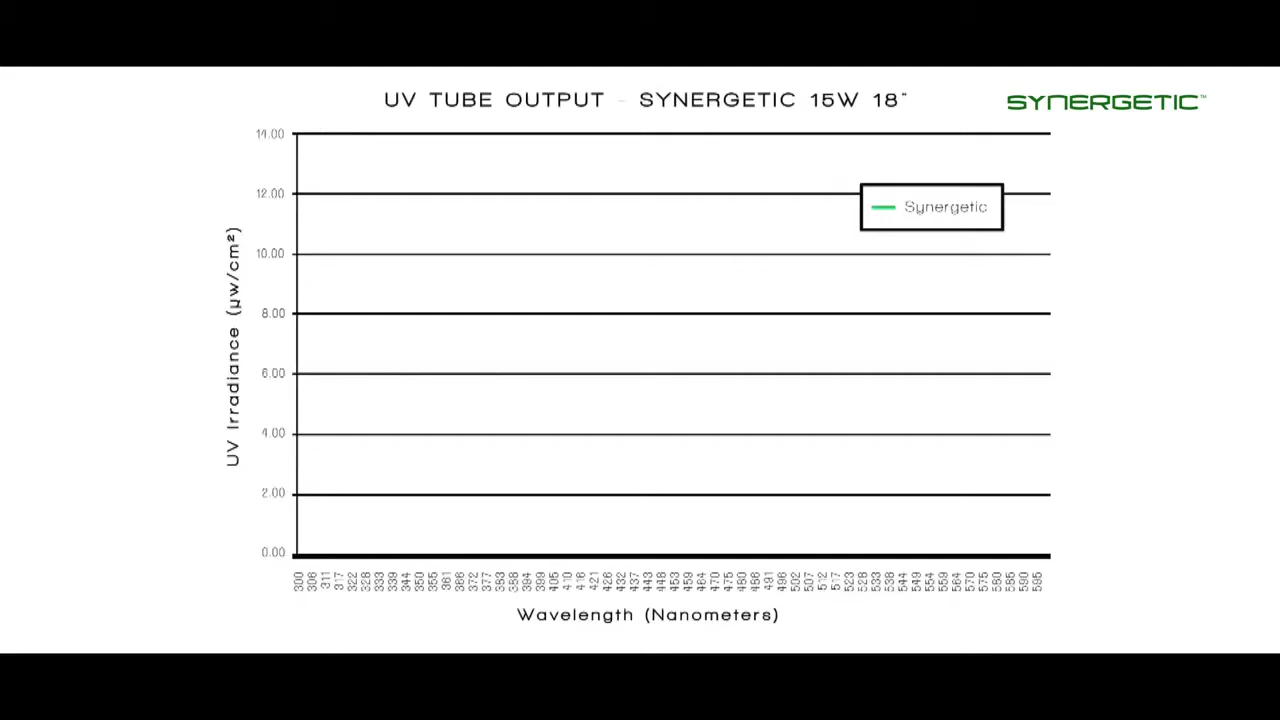 UV TUBE OUTPUT - SYNERGETIC 15W 18"
SYNERGETIC™
14.00
12.00
Synergetic
10.00
8.00
6.00
4.00
2.00
0.00
UV Irradiance (µw/cm²)
300 306 311 317 322 328 333 339 344 350 355 361 366 372 377 383 388 394 399 405 410 416 421 426 432 437 443 448 453 459 464 470 475 480 486 491 496 502 507 512 517 523 528 533 538 544 549 554 559 564 570 575 580 585 590 595
Wavelength (Nanometers)